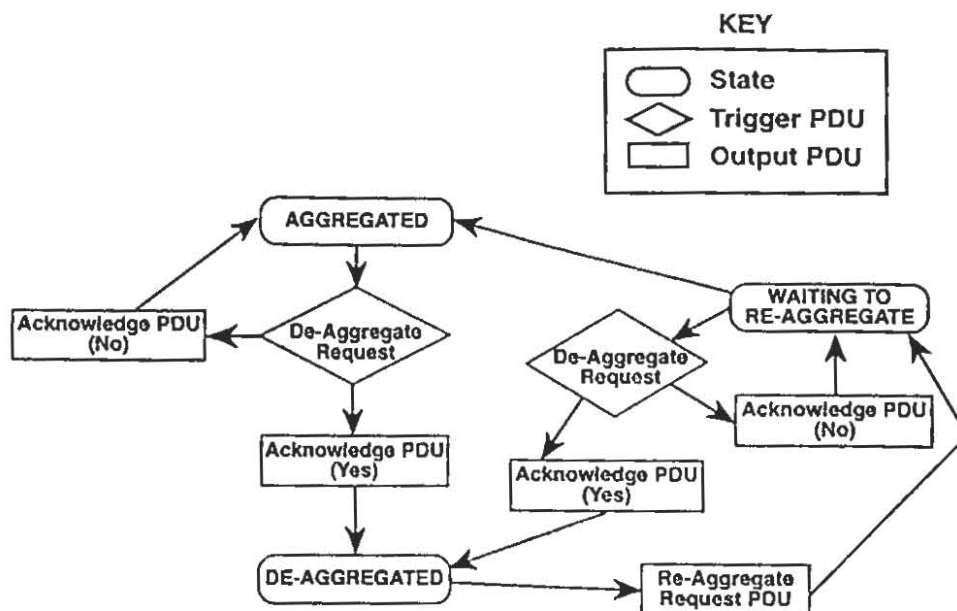 KEY
State
Trigger PDU
Output PDU
AGGREGATED
Acknowledge PDU
(No)
De-Aggregate
Request
WAITING TO
RE-AGGREGATE
De-Aggregate
Request
Acknowledge PDU
(No)
Acknowledge PDU
(Yes)
Acknowledge PDU
(Yes)
DE-AGGREGATED
Re-Aggregate
Request PDU